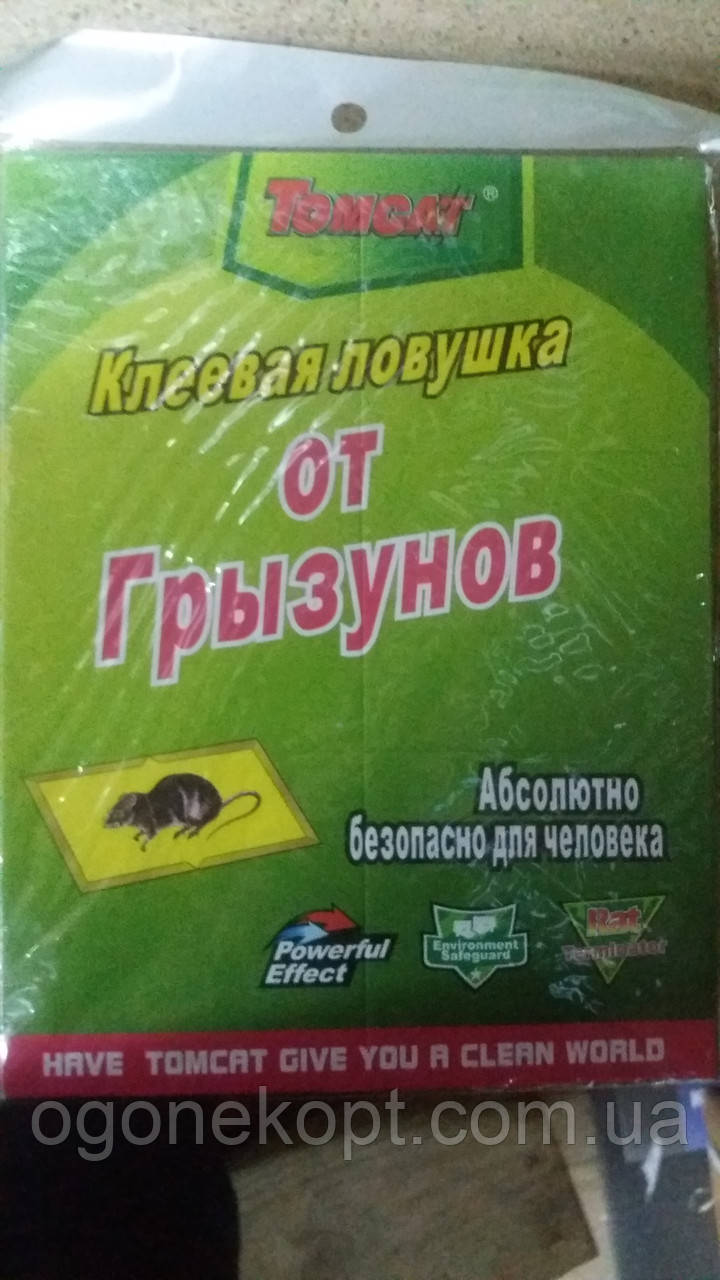 TOMCAT ®
Клеевая ловушка
от
Грызунов
Абсолютно
безопасно для человека
Powerful
Effect
Environment
Safeguard
Rat
Terminator
HAVE TOMCAT GIVE YOU A CLEAN WORLD
ogonekopt.com.ua